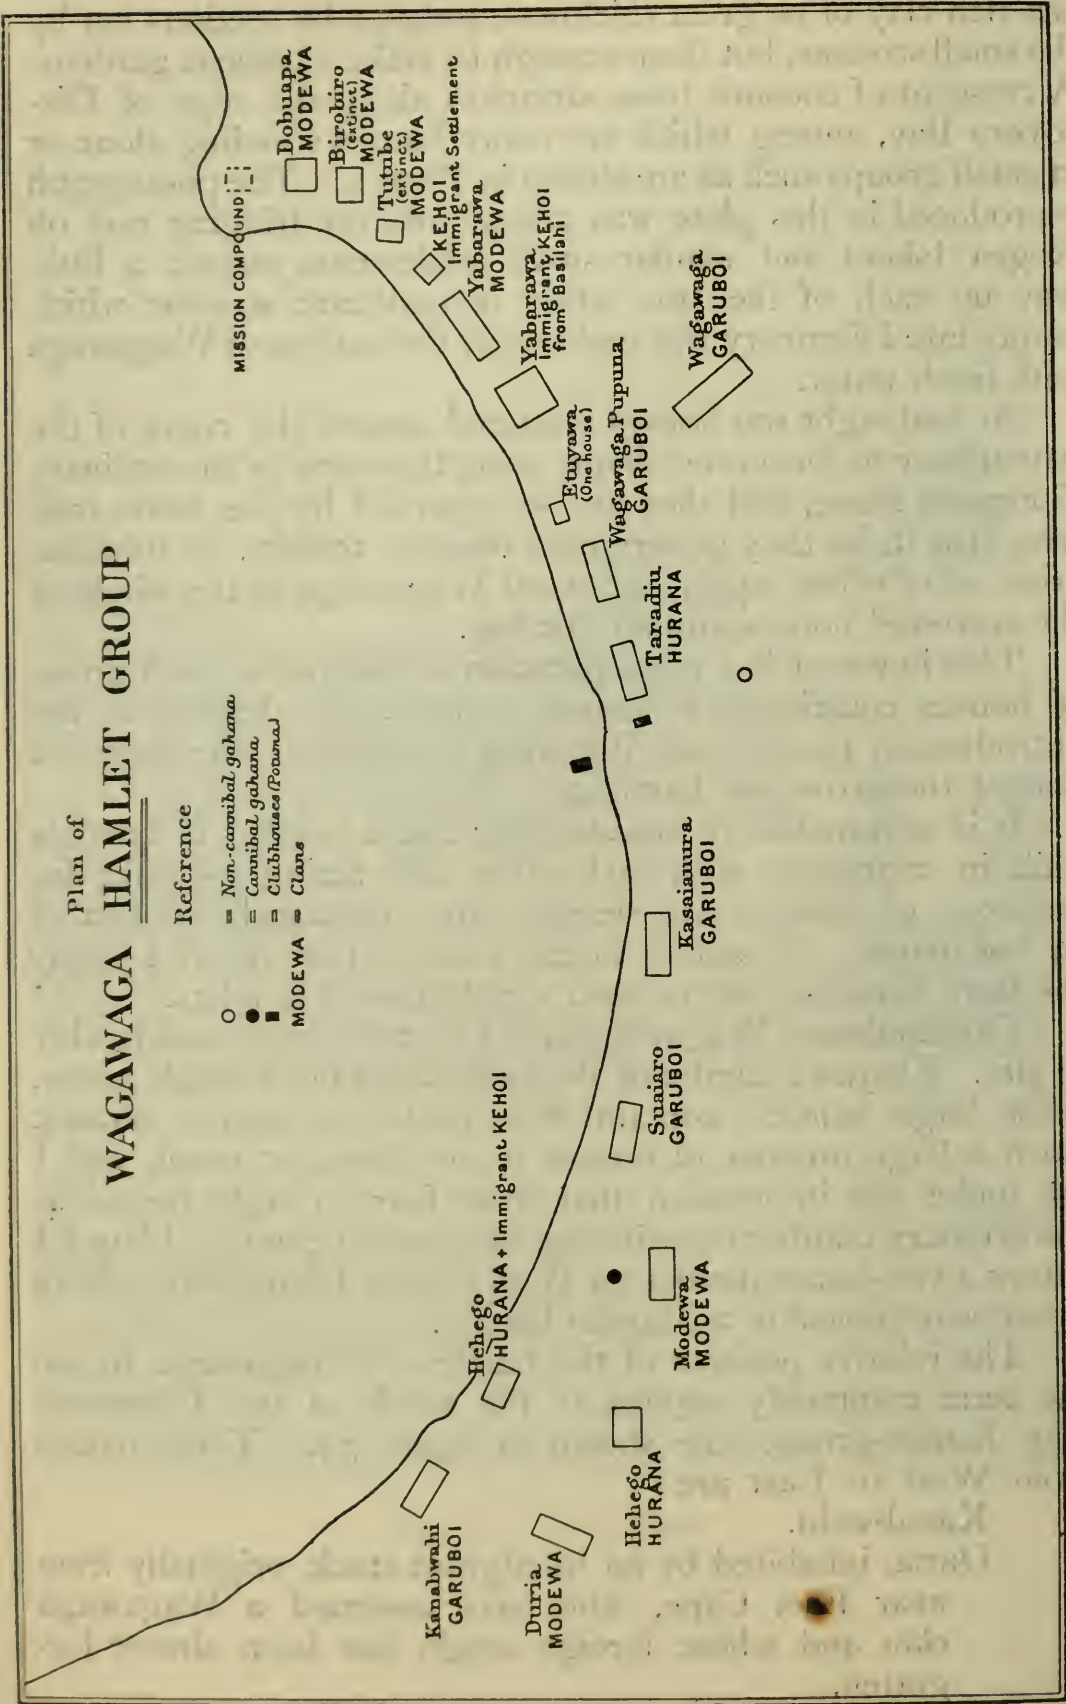 Plan of
WAGAWAGA HAMLET GROUP
Reference
○ = Non-cannibal gahana
● = Cannibal gahana
■ = Clubhouses (Potuma)
MODEWA = Clans
Kanabwahi
GARUBOI
Duria
MODEWA
Hehego
HURANA + Immigrant KEHOI
Hehego
HURANA
Modewa
MODEWA
Suaiaro
GARUBOI
Kasaianura
GARUBOI
Taradiu
HURANA
Wagawaga Pupuna
GARUBOI
Etuyawa
(One house)
Wagawaga
GARUBOI
Yabarawa
Immigrant KEHOI
from Basilahi
Yabarawa
MODEWA
KEHOI
Immigrant Settlement
Tutube
(extinct)
MODEWA
Birobiro
(extinct)
MODEWA
Dobuapa
MODEWA
MISSION COMPOUND